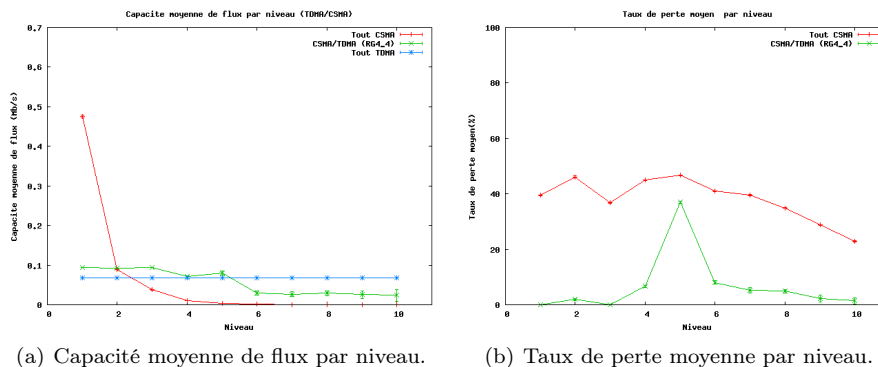 Capacite moyenne de flux par niveau (TDMA/CSMA)
0.7
0.6
0.5
0.4
0.3
0.2
0.1
0
Capacite moyenne de flux (Mb/s)
Tout CSMA
CSMA/TDMA (RG4_4)
Tout TDMA
0 2 4 6 8 10
Niveau
(a) Capacité moyenne de flux par niveau.
Taux de perte moyen par niveau
100
80
60
40
20
0
Taux de perte moyen(%)
Tout CSMA
CSMA/TDMA (RG4_4)
0 2 4 6 8 10
Niveau
(b) Taux de perte moyenne par niveau.